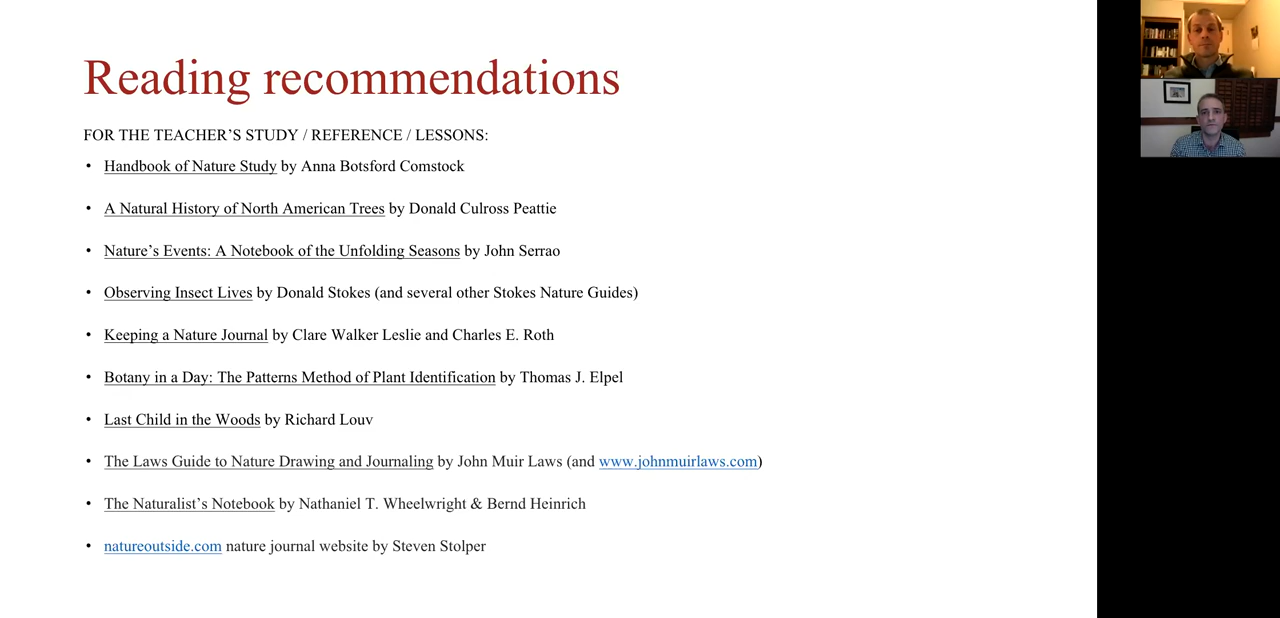 Reading recommendations
FOR THE TEACHER’S STUDY / REFERENCE / LESSONS:
• Handbook of Nature Study by Anna Botsford Comstock
• A Natural History of North American Trees by Donald Culross Peattie
• Nature’s Events: A Notebook of the Unfolding Seasons by John Serrao
• Observing Insect Lives by Donald Stokes (and several other Stokes Nature Guides)
• Keeping a Nature Journal by Clare Walker Leslie and Charles E. Roth
• Botany in a Day: The Patterns Method of Plant Identification by Thomas J. Elpel
• Last Child in the Woods by Richard Louv
• The Laws Guide to Nature Drawing and Journaling by John Muir Laws (and www.johnmuirlaws.com)
• The Naturalist’s Notebook by Nathaniel T. Wheelwright & Bernd Heinrich
• natureoutside.com nature journal website by Steven Stolper